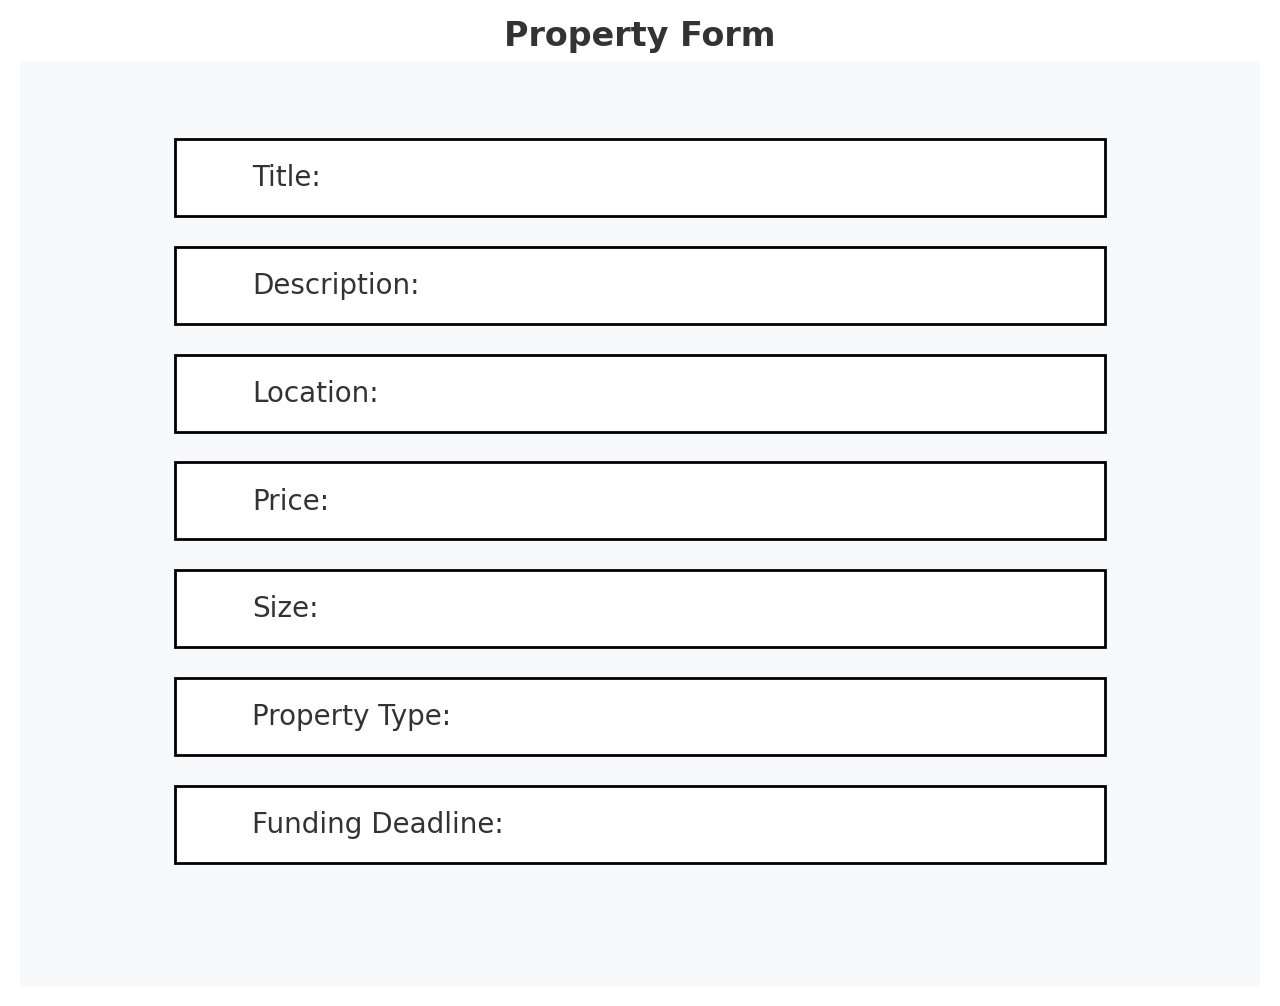 Property Form
Title:
Description:
Location:
Price:
Size:
Property Type:
Funding Deadline: